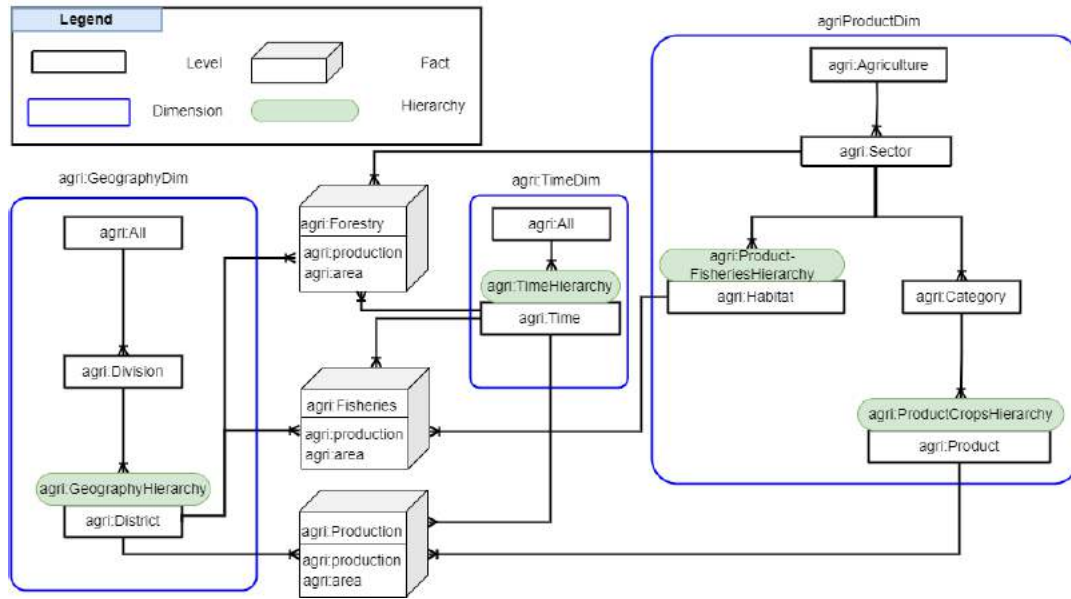 Legend
Level
Fact
Dimension
Hierarchy
agriProductDim
agri:Agriculture
agri:Sector
agri:Product-
FisheriesHierarchy
agri:Habitat
agri:Category
agri:ProductCropsHierarchy
agri:Product
agri:GeographyDim
agri:All
agri:Division
agri:GeographyHierarchy
agri:District
agri:TimeDim
agri:All
agri:TimeHierarchy
agri:Time
agri:Forestry
agri:production
agri:area
agri:Fisheries
agri:production
agri:area
agri:Production
agri:production
agri:area